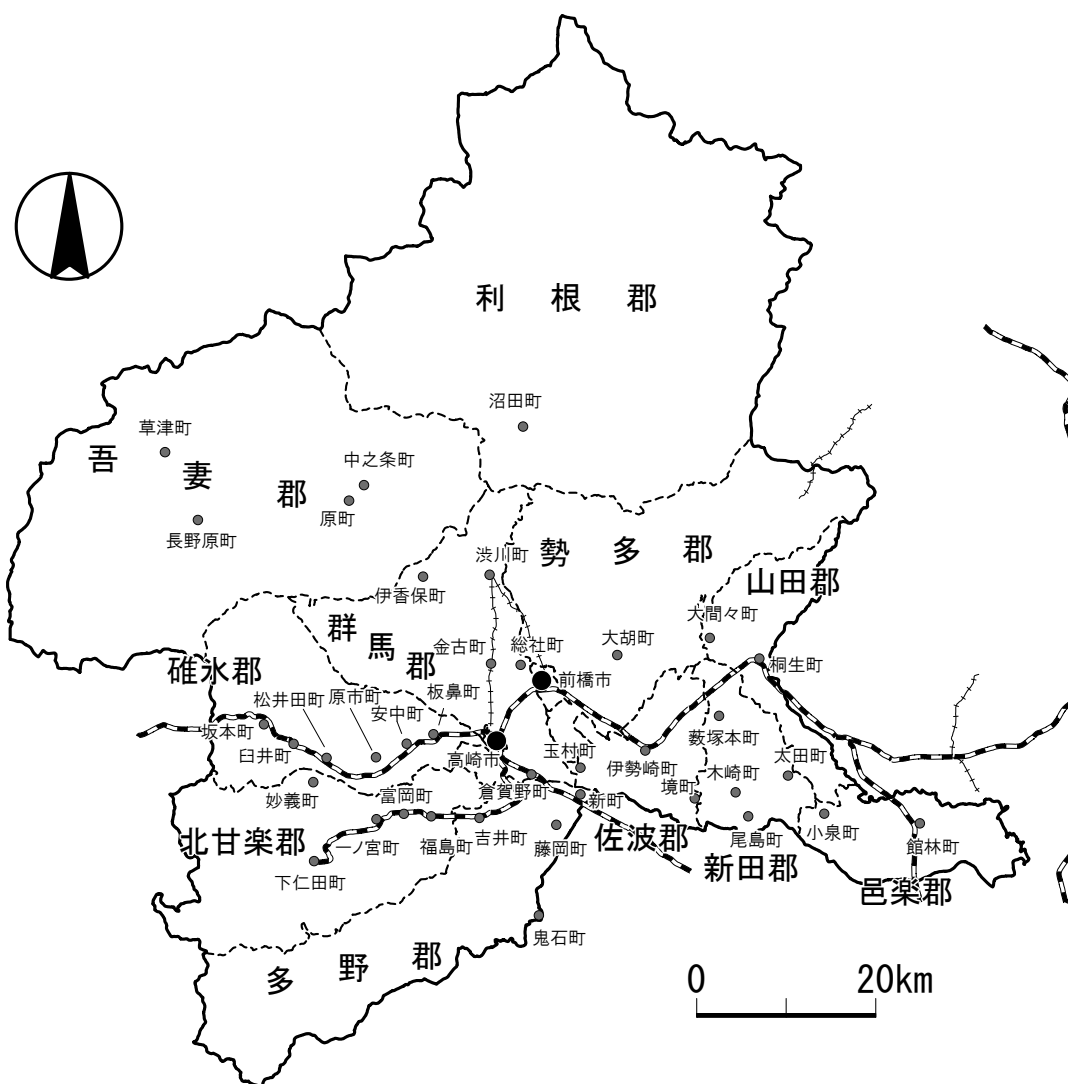 利根郡
沼田町
草津町
吾妻郡
中之条町
原町
長野原町
勢多郡
渋川町
山田郡
伊香保町
大間々町
群馬郡
金古町
総社町
大胡町
桐生町
碓氷郡
前橋市
松井田町
原市町
安中町
板鼻町
坂本町
臼井町
高崎市
玉村町
伊勢崎町
藪塚本町
太田町
妙義町
富岡町
倉賀野町
新町
境町
木崎町
北甘楽郡
一ノ宮町
福島町
吉井町
藤岡町
佐波郡
尾島町
小泉町
館林町
下仁田町
新田郡
邑楽郡
鬼石町
多野郡
0 20km